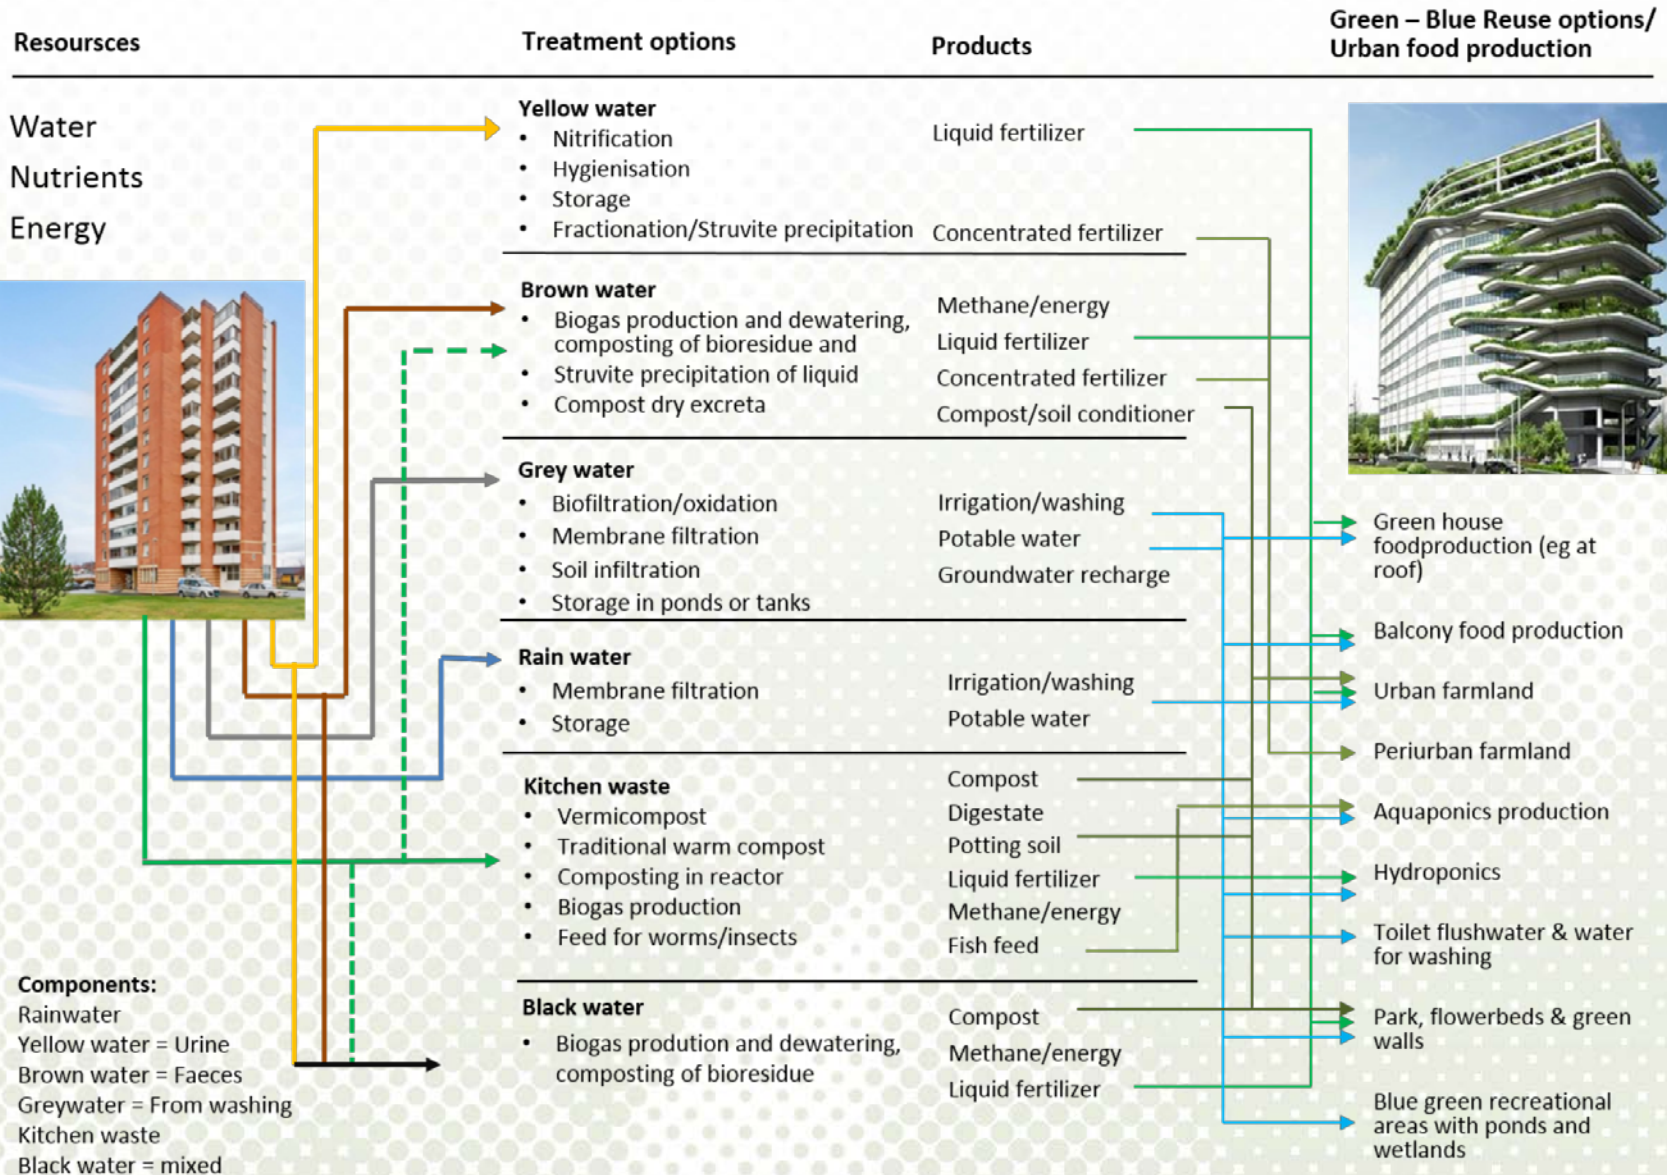 Resoursces
Treatment options
Products
Green – Blue Reuse options/
Urban food production
Water
Nutrients
Energy
Yellow water
• Nitrification
• Hygienisation
• Storage
• Fractionation/Struvite precipitation
Liquid fertilizer
Concentrated fertilizer
Brown water
• Biogas production and dewatering,
composting of bioresidue and
• Struvite precipitation of liquid
• Compost dry excreta
Methane/energy
Liquid fertilizer
Concentrated fertilizer
Compost/soil conditioner
Grey water
• Biofiltration/oxidation
• Membrane filtration
• Soil infiltration
• Storage in ponds or tanks
Irrigation/washing
Potable water
Groundwater recharge
Rain water
• Membrane filtration
• Storage
Irrigation/washing
Potable water
Kitchen waste
• Vermicompost
• Traditional warm compost
• Composting in reactor
• Biogas production
• Feed for worms/insects
Compost
Digestate
Potting soil
Liquid fertilizer
Methane/energy
Fish feed
Black water
• Biogas prodution and dewatering,
composting of bioresidue
Compost
Methane/energy
Liquid fertilizer
Green house
foodproduction (eg at
roof)
Balcony food production
Urban farmland
Periurban farmland
Aquaponics production
Hydroponics
Toilet flushwater & water
for washing
Park, flowerbeds & green
walls
Blue green recreational
areas with ponds and
wetlands
Components:
Rainwater
Yellow water = Urine
Brown water = Faeces
Greywater = From washing
Kitchen waste
Black water = mixed